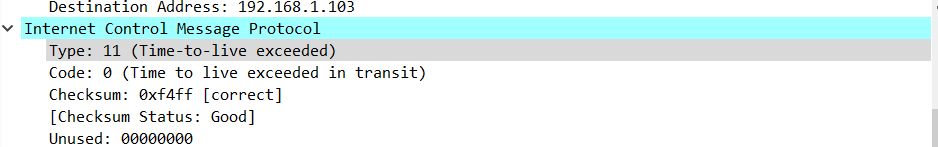 Destination Address: 192.168.1.103
Internet Control Message Protocol
Type: 11 (Time-to-live exceeded)
Code: 0 (Time to live exceeded in transit)
Checksum: 0xf4ff [correct]
[Checksum Status: Good]
Unused: 00000000